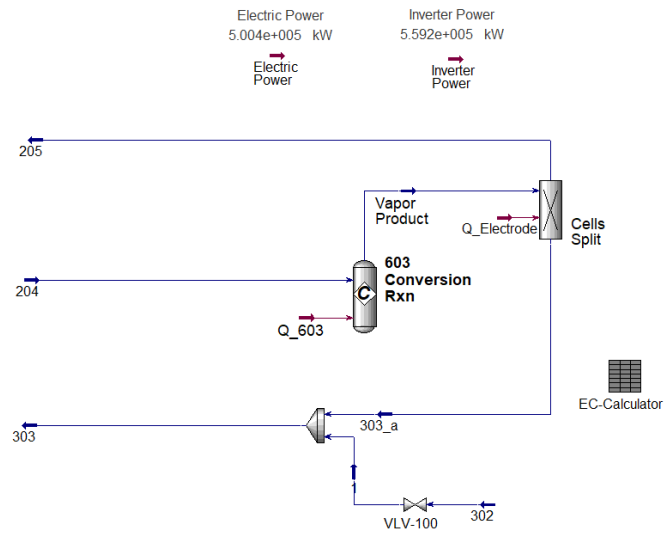 Electric Power
5.004e+005 kW
Inverter Power
5.592e+005 kW
Electric
Power
Inverter
Power
205
Vapor
Product
Q_Electrode
Cells
Split
204
603
Conversion
Rxn
C
Q_603
EC-Calculator
303
303_a
1
VLV-100
302